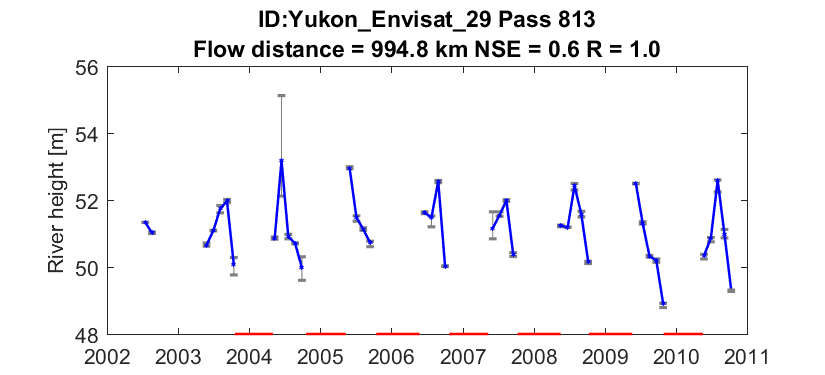 ID:Yukon_Envisat_29 Pass 813
Flow distance = 994.8 km NSE = 0.6 R = 1.0
River height [m]
56
54
52
50
48
2002 2003 2004 2005 2006 2007 2008 2009 2010 2011